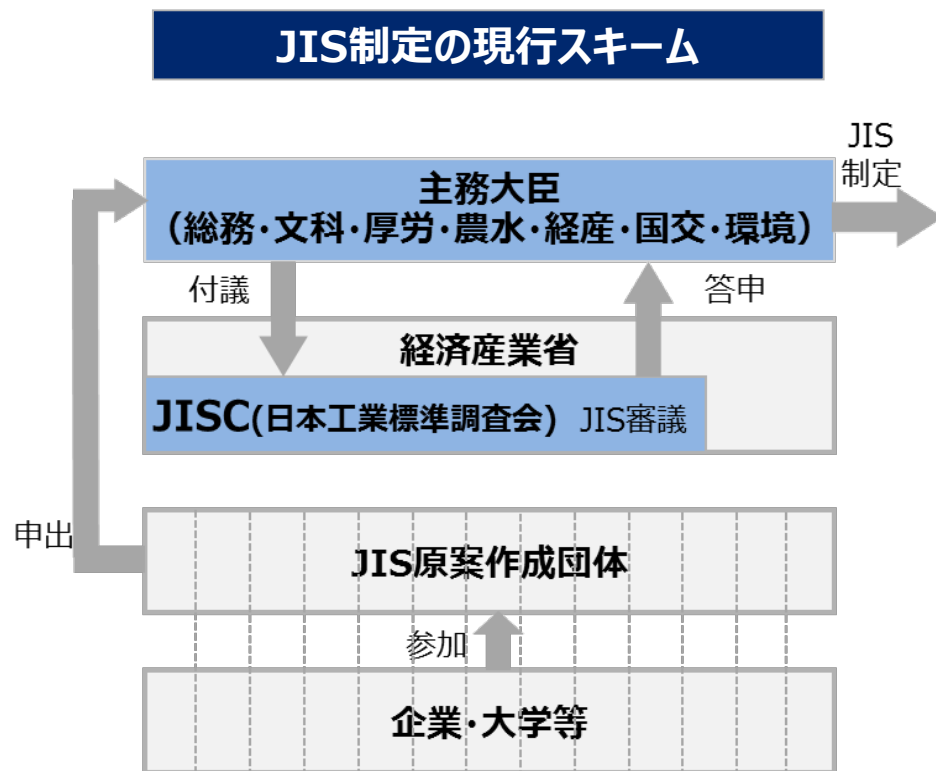 JIS制定の現行スキーム
JIS
制定
主務大臣
(総務・文科・厚労・農水・経産・国交・環境)
付議
答申
経済産業省
JISC(日本工業標準調査会) JIS審議
申出
JIS原案作成団体
参加
企業・大学等